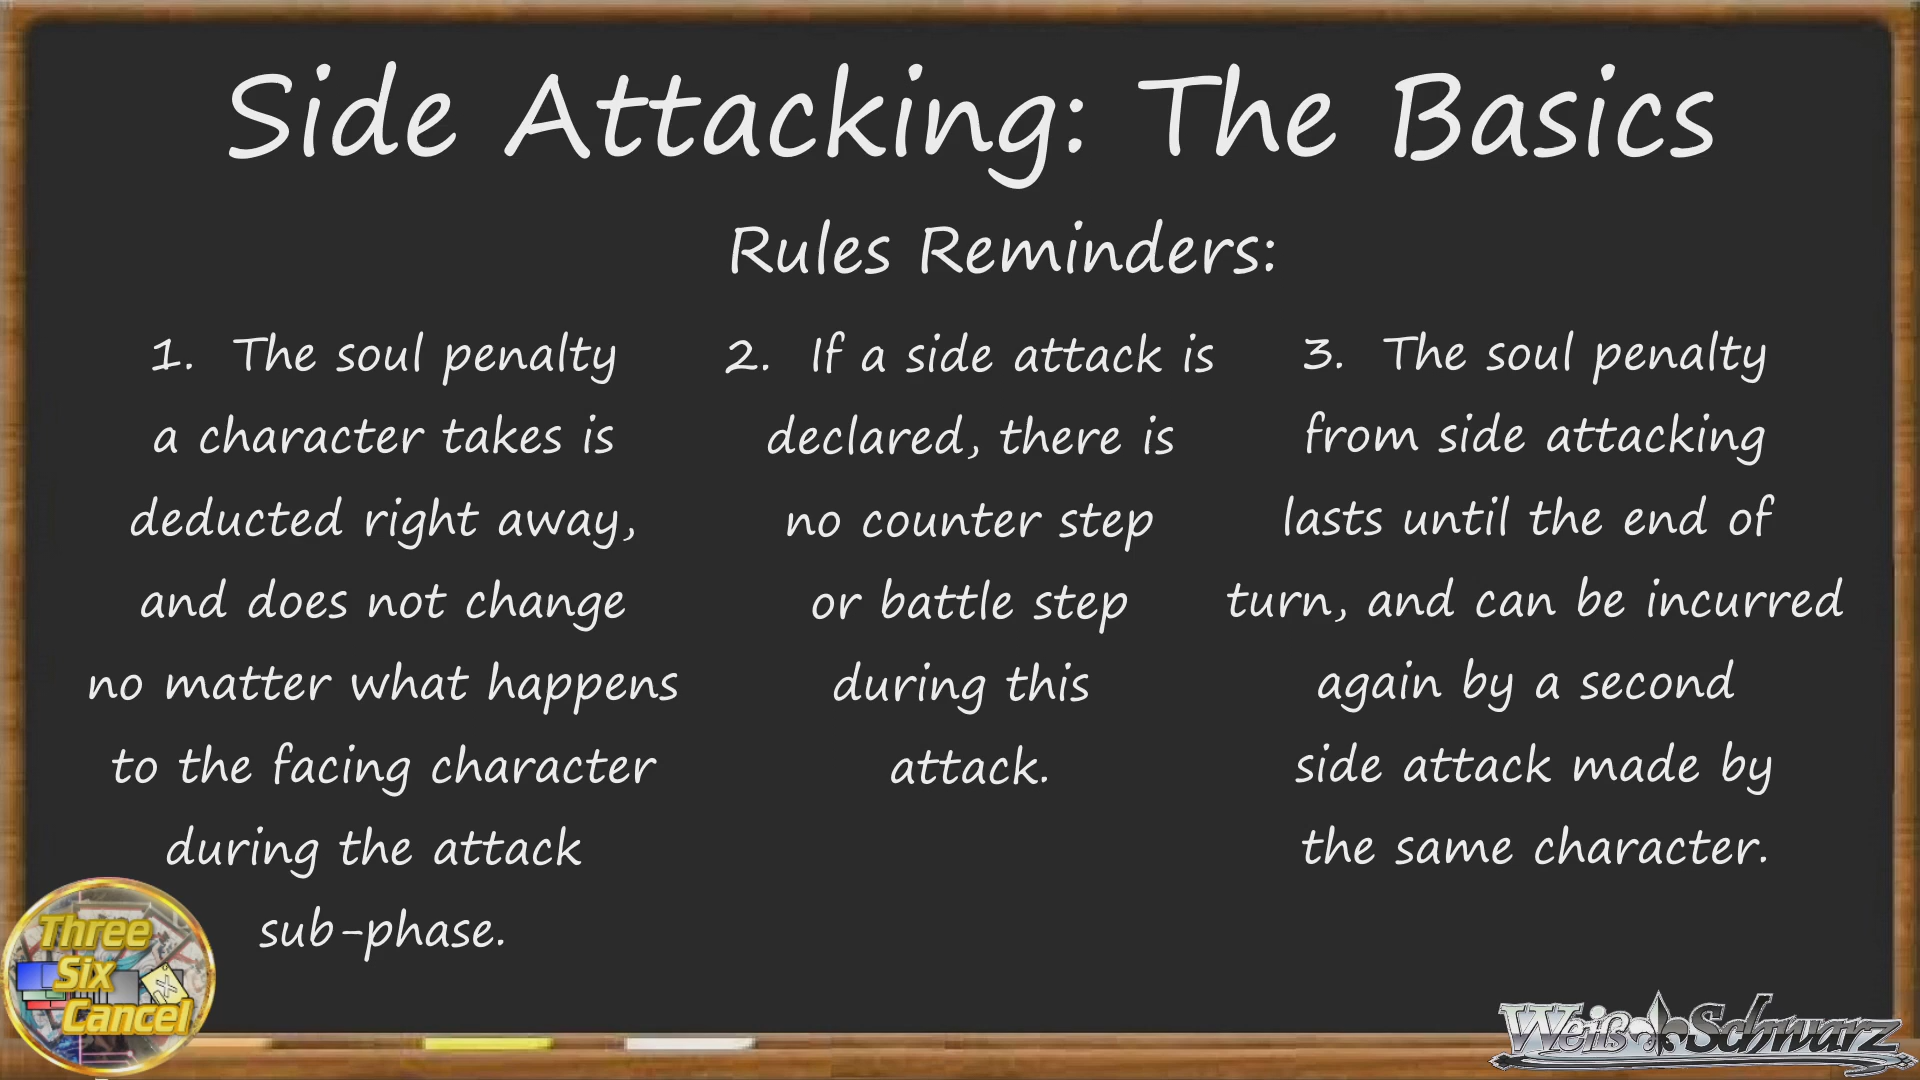 Side Attacking: The Basics
Rules Reminders:
1. The soul penalty
a character takes is
deducted right away,
and does not change
no matter what happens
to the facing character
during the attack
sub-phase.
2. If a side attack is
declared, there is
no counter step
or battle step
during this
attack.
3. The soul penalty
from side attacking
lasts until the end of
turn, and can be incurred
again by a second
side attack made by
the same character.
Three
Six
Cancel
Weiß Schwarz